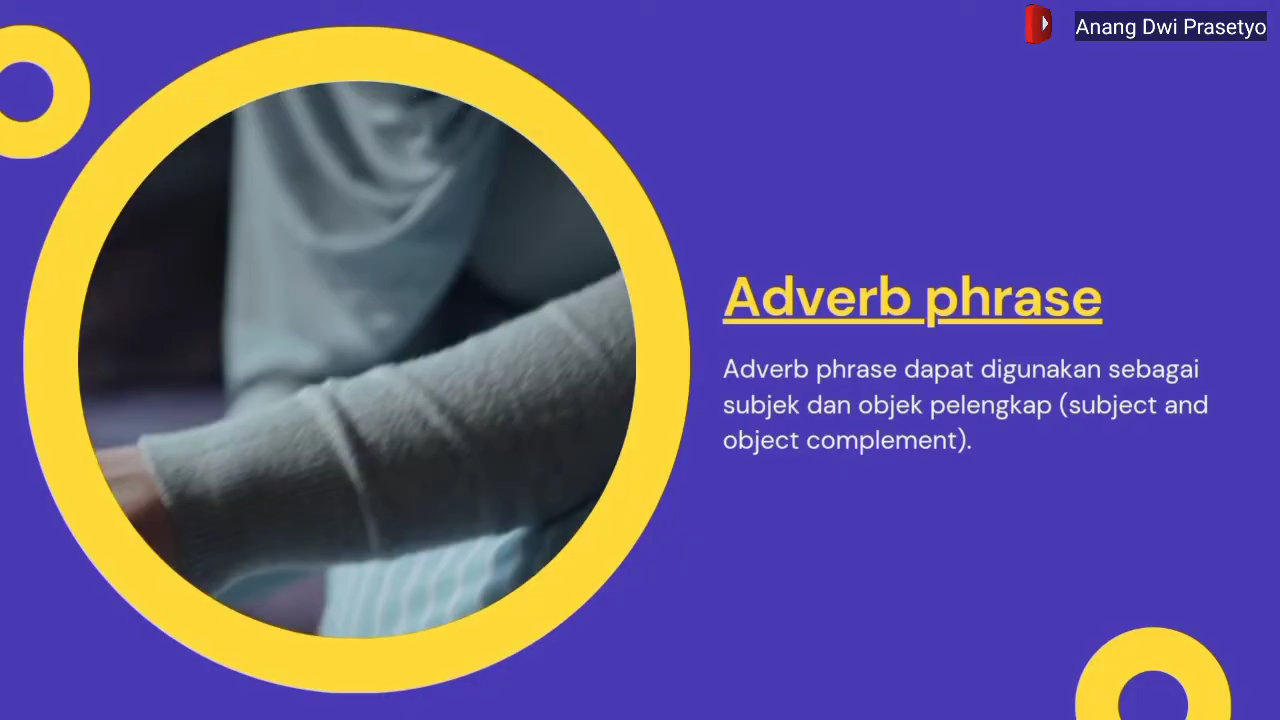 Anang Dwi Prasetyo
Adverb phrase
Adverb phrase dapat digunakan sebagai
subjek dan objek pelengkap (subject and
object complement).